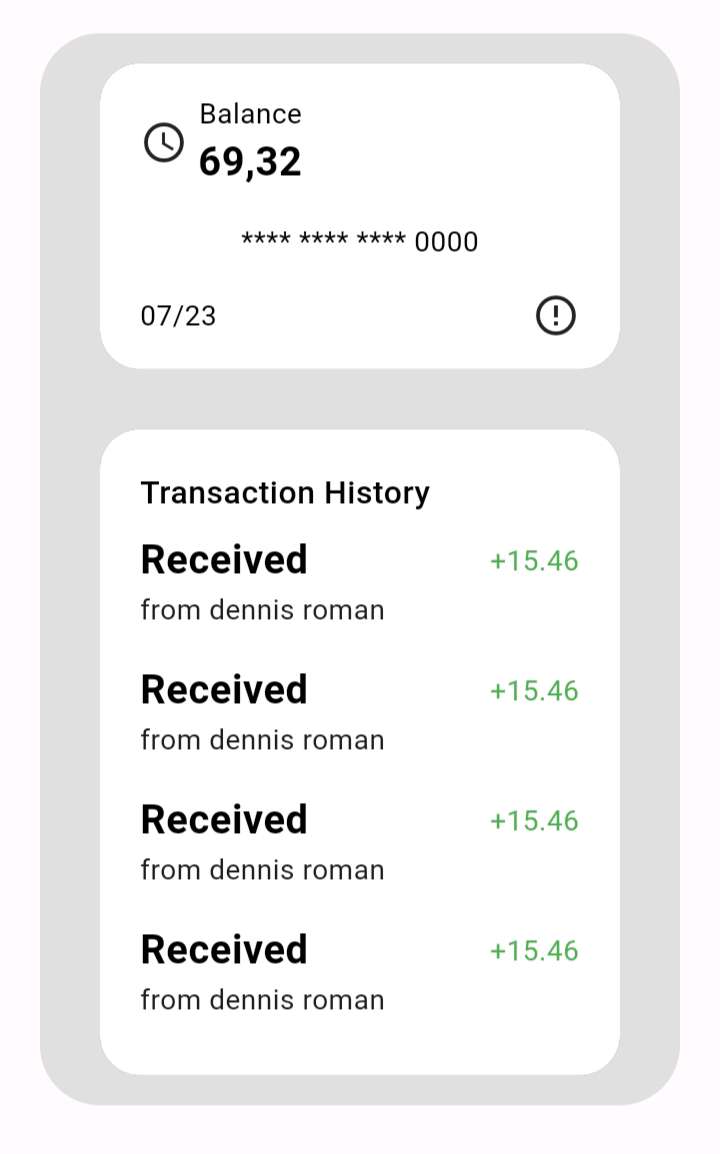 Balance
69,32
**** **** **** 0000
07/23
Transaction History
Received +15.46
from dennis roman
Received +15.46
from dennis roman
Received +15.46
from dennis roman
Received +15.46
from dennis roman